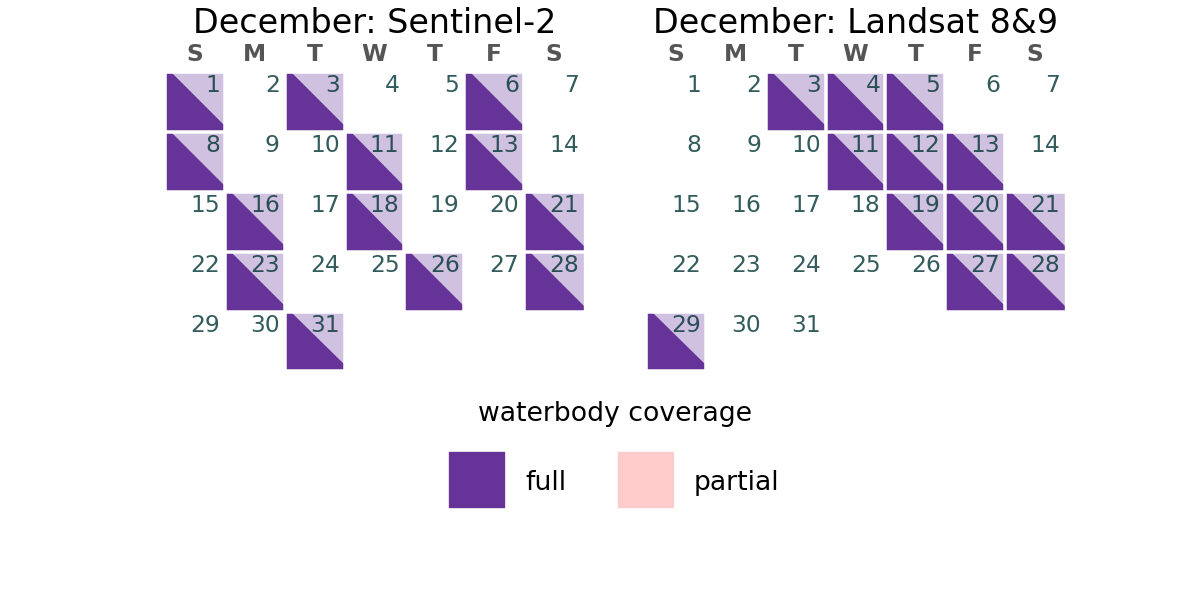 December: Sentinel-2
S M T W T F S
1 2 3 4 5 6 7
8 9 10 11 12 13 14
15 16 17 18 19 20 21
22 23 24 25 26 27 28
29 30 31
December: Landsat 8&9
S M T W T F S
1 2 3 4 5 6 7
8 9 10 11 12 13 14
15 16 17 18 19 20 21
22 23 24 25 26 27 28
29 30 31
waterbody coverage
full partial